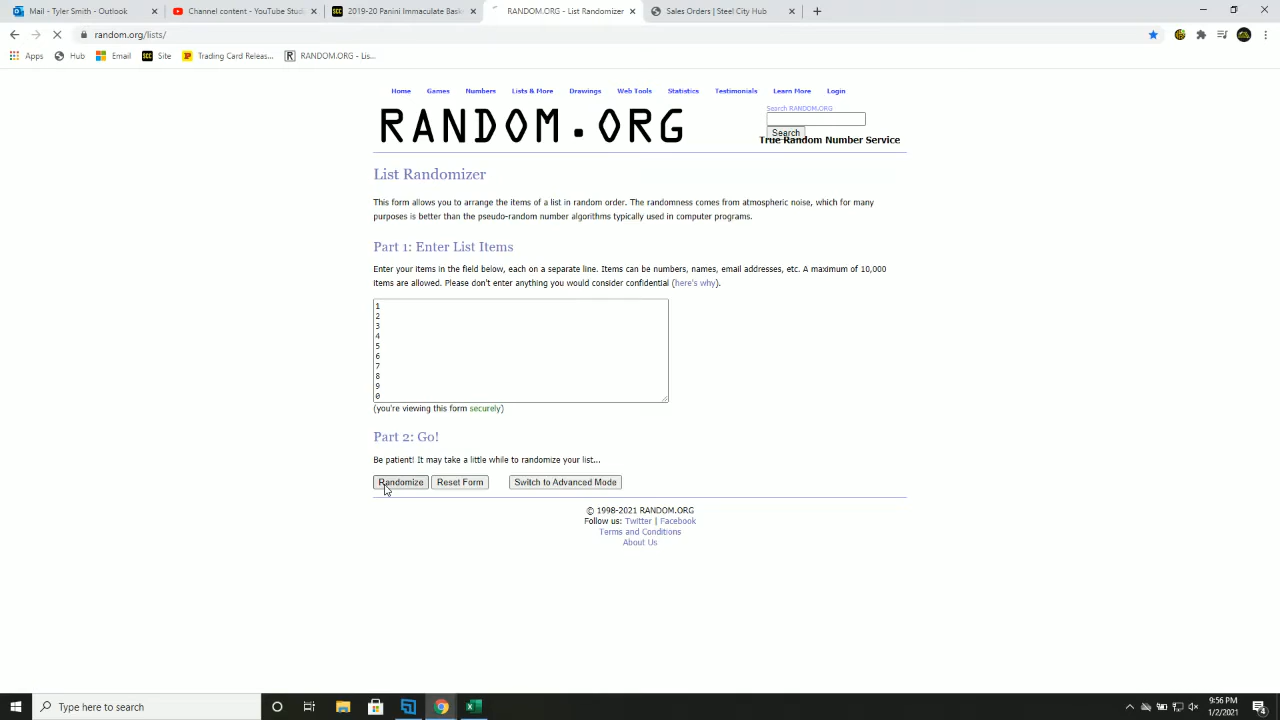 Mail - Tyler Smith - Outlook
Channel content - YouTube Studi
2019-20 Panini Immaculate Bask
RANDOM.ORG - List Randomizer
Sales Orders | Steel City Hub
random.org/lists/
Apps
Hub
Email
Site
Trading Card Releas...
RANDOM.ORG - Lis...
Home Games Numbers Lists & More Drawings Web Tools Statistics Testimonials Learn More Login
RANDOM.ORG
Search RANDOM.ORG
Search
True Random Number Service
List Randomizer
This form allows you to arrange the items of a list in random order. The randomness comes from atmospheric noise, which for many
purposes is better than the pseudo-random number algorithms typically used in computer programs.
Part 1: Enter List Items
Enter your items in the field below, each on a separate line. Items can be numbers, names, email addresses, etc. A maximum of 10,000
items are allowed. Please don't enter anything you would consider confidential (here's why).
1
2
3
4
5
6
7
8
9
0
(you're viewing this form securely)
Part 2: Go!
Be patient! It may take a little while to randomize your list...
Randomize Reset Form Switch to Advanced Mode
© 1998-2021 RANDOM.ORG
Follow us: Twitter | Facebook
Terms and Conditions
About Us
Type here to search
9:56 PM
1/2/2021